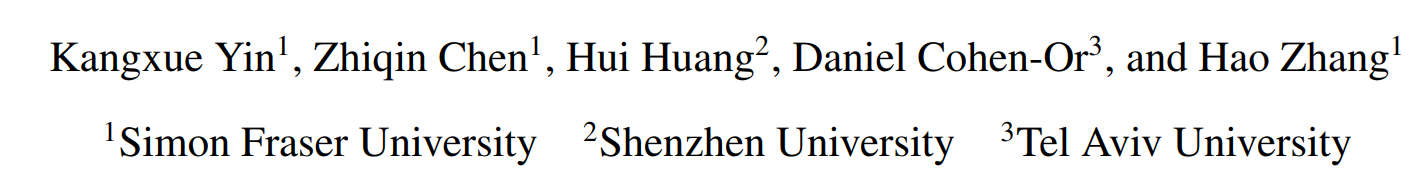 Kangxue Yin¹, Zhiqin Chen¹, Hui Huang², Daniel Cohen-Or³, and Hao Zhang¹
¹Simon Fraser University ²Shenzhen University ³Tel Aviv University